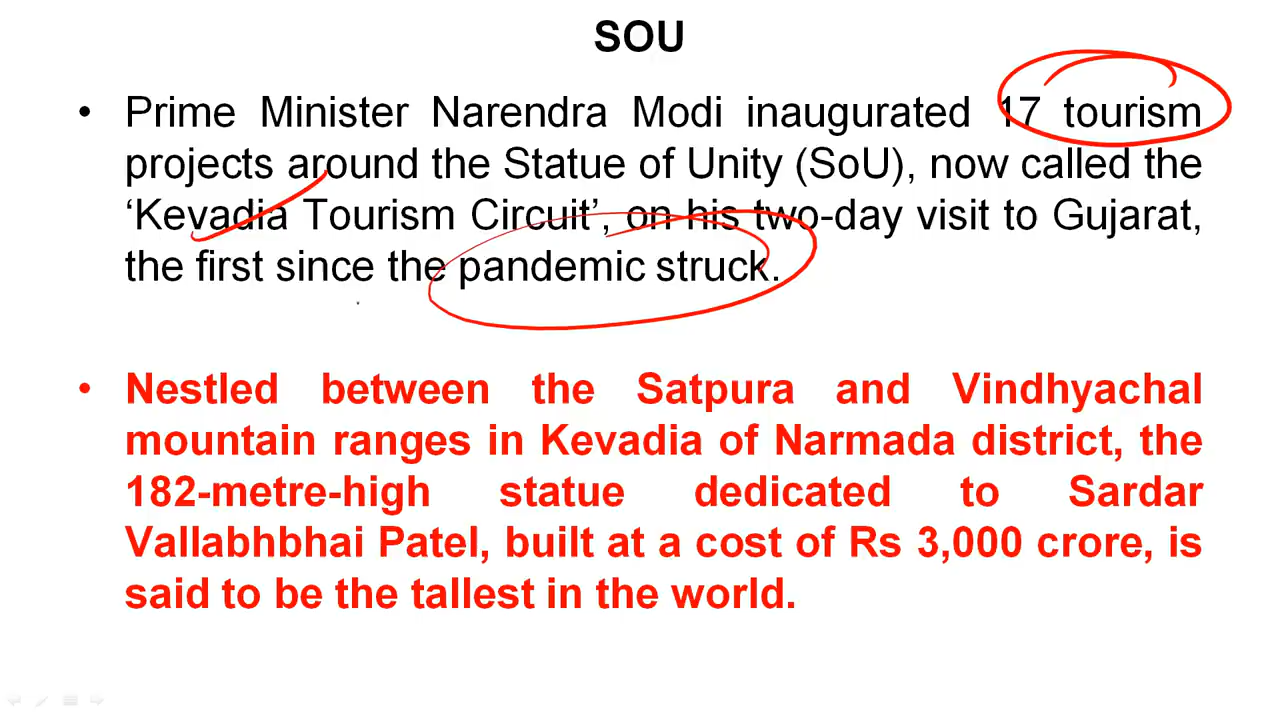 SOU
• Prime Minister Narendra Modi inaugurated 17 tourism
projects around the Statue of Unity (SoU), now called the
‘Kevadia Tourism Circuit’, on his two-day visit to Gujarat,
the first since the pandemic struck.
• Nestled between the Satpura and Vindhyachal
mountain ranges in Kevadia of Narmada district, the
182-metre-high statue dedicated to Sardar
Vallabhbhai Patel, built at a cost of Rs 3,000 crore, is
said to be the tallest in the world.